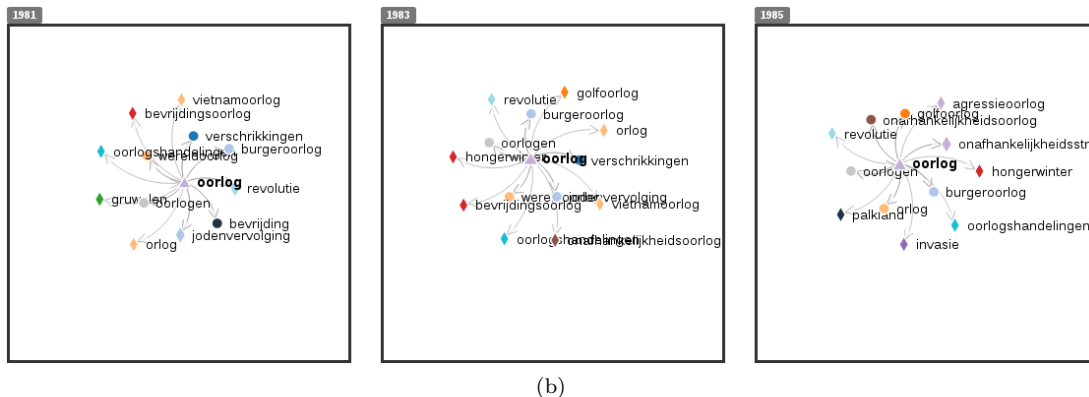 1981
vietnamoorlog
bevrijdingsoorlog
verschrikkingen
oorlogshandelingen
wereldoorlog
burgeroorlog
oorlog
revolutie
oorlogen
bevrijding
jodenvervolging
orlog
1983
revolutie
golfoorlog
burgeroorlog
orlog
oorlogen
hongerwinter
oorlog
verschrikkingen
bevrijdingsoorlog
jodenvervolging
vietnamoorlog
oorlogshandelingen
onafhankelijkheidsoorlog
1985
agressieoorlog
golfoorlog
onafhankelijkheidsoorlog
revolutie
onafhankelijkheidsstr
oorlog
oorlogen
hongerwinter
burgeroorlog
palkland
orlog
oorlogshandelingen
invasie
(b)